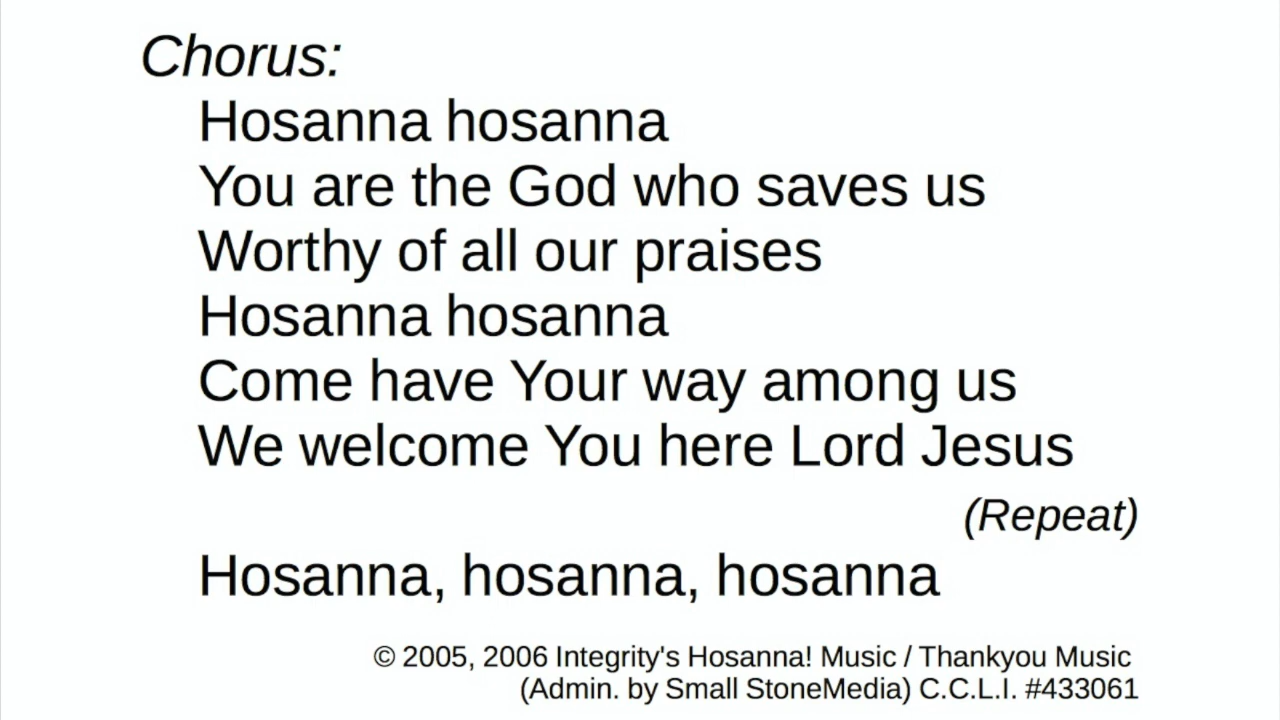 Chorus:
Hosanna hosanna
You are the God who saves us
Worthy of all our praises
Hosanna hosanna
Come have Your way among us
We welcome You here Lord Jesus
(Repeat)
Hosanna, hosanna, hosanna
© 2005, 2006 Integrity's Hosanna! Music / Thankyou Music
(Admin. by Small StoneMedia) C.C.L.I. #433061